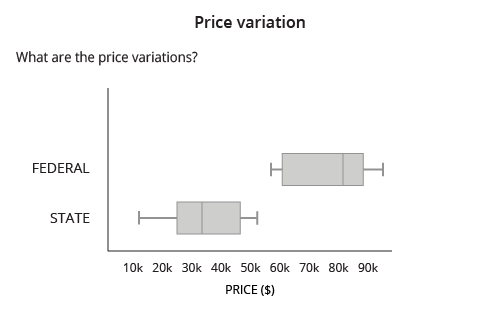 Price variation
What are the price variations?
FEDERAL
STATE
10k 20k 30k 40k 50k 60k 70k 80k 90k
PRICE ($)